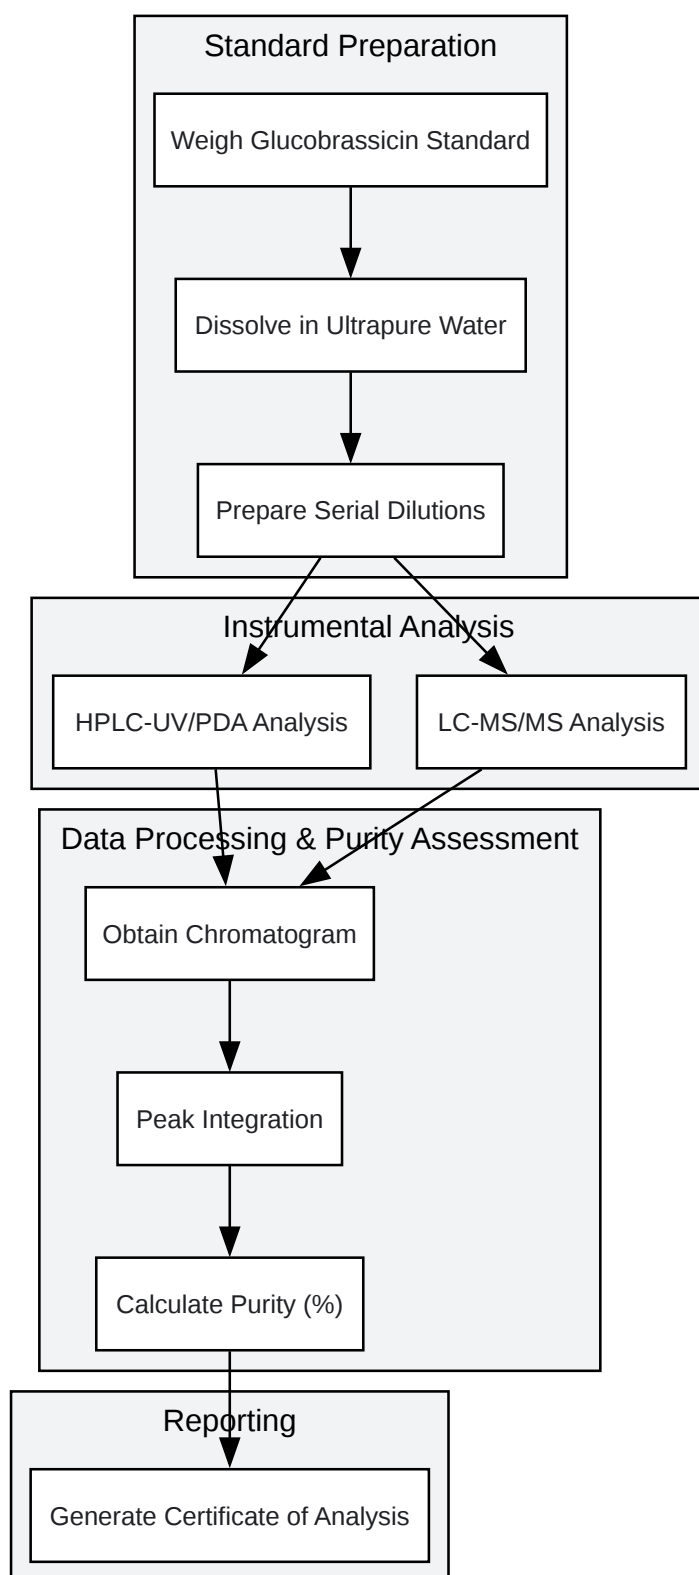 Standard Preparation
Weigh Glucobrassicin Standard
Dissolve in Ultrapure Water
Prepare Serial Dilutions
Instrumental Analysis
HPLC-UV/PDA Analysis
LC-MS/MS Analysis
Data Processing & Purity Assessment
Obtain Chromatogram
Peak Integration
Calculate Purity (%)
Reporting
Generate Certificate of Analysis